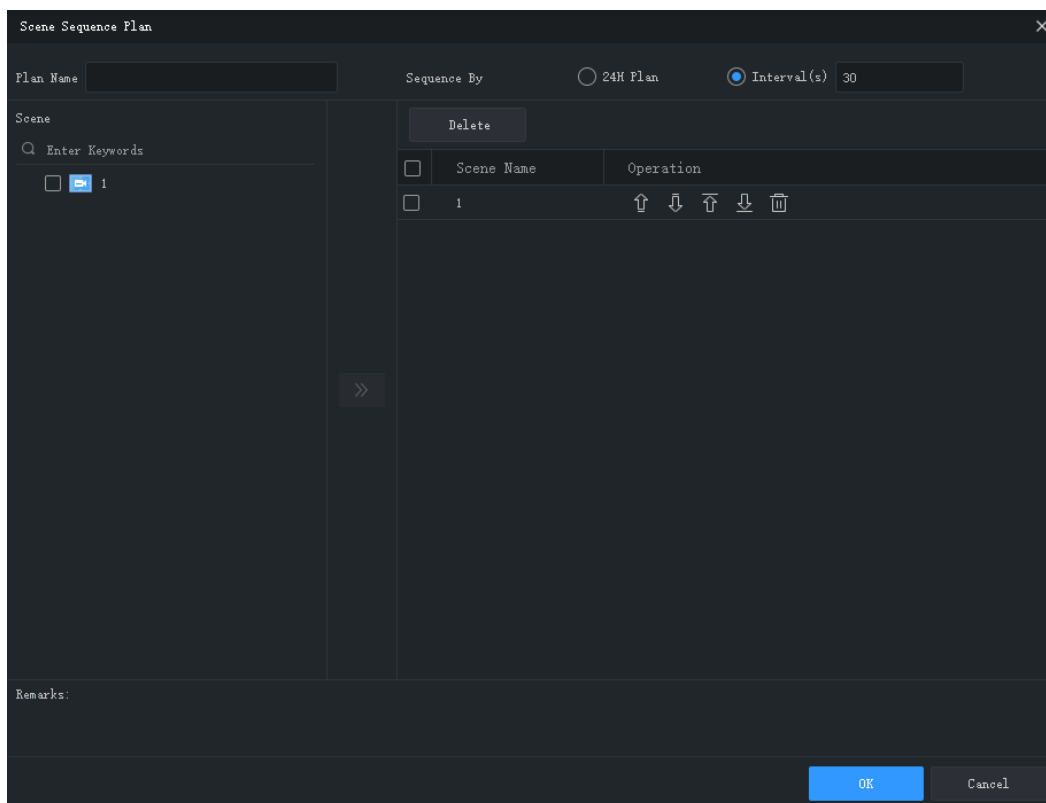 Scene Sequence Plan
Plan Name
Sequence By 24H Plan Interval(s) 30
Scene
Enter Keywords
1
Delete
Scene Name Operation
1
Remarks:
OK Cancel